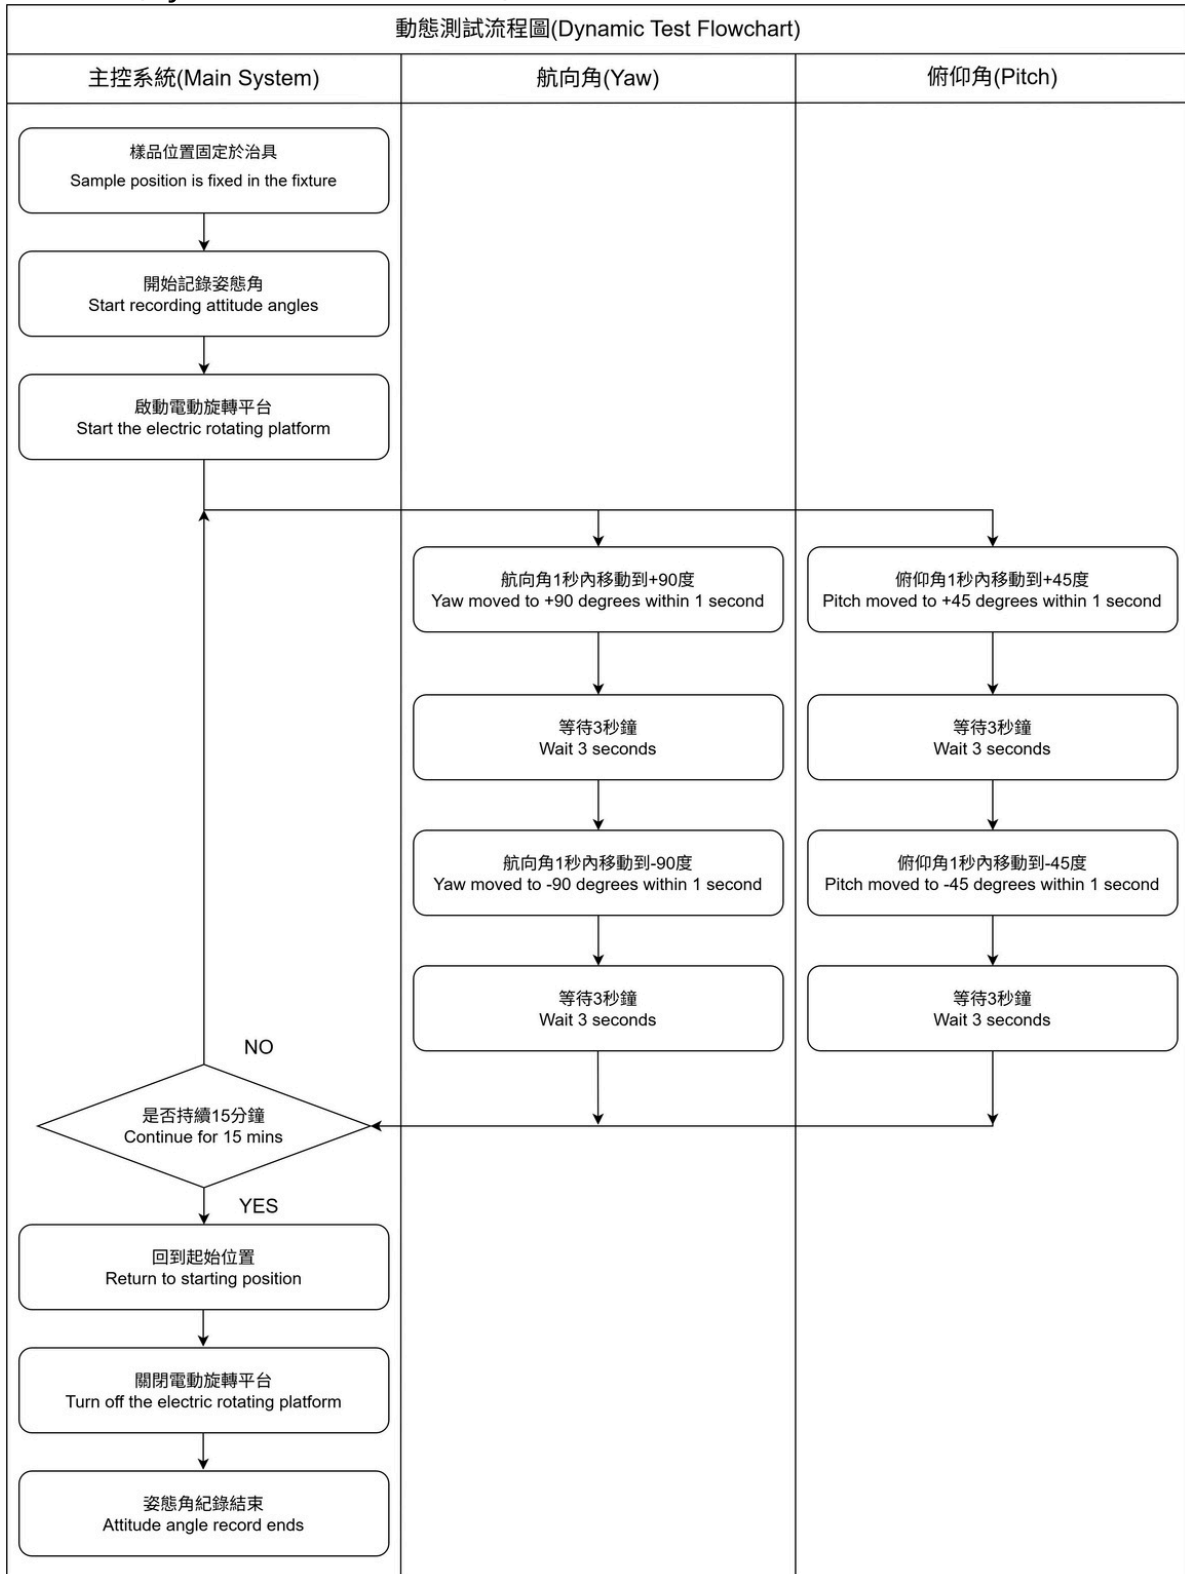 動態測試流程圖(Dynamic Test Flowchart)
主控系統(Main System)
航向角(Yaw)
俯仰角(Pitch)
樣品位置固定於治具
Sample position is fixed in the fixture
開始記錄姿態角
Start recording attitude angles
啟動電動旋轉平台
Start the electric rotating platform
航向角1秒內移動到+90度
Yaw moved to +90 degrees within 1 second
俯仰角1秒內移動到+45度
Pitch moved to +45 degrees within 1 second
等待3秒鐘
Wait 3 seconds
等待3秒鐘
Wait 3 seconds
航向角1秒內移動到-90度
Yaw moved to -90 degrees within 1 second
俯仰角1秒內移動到-45度
Pitch moved to -45 degrees within 1 second
等待3秒鐘
Wait 3 seconds
等待3秒鐘
Wait 3 seconds
NO
是否持續15分鐘
Continue for 15 mins
YES
回到起始位置
Return to starting position
關閉電動旋轉平台
Turn off the electric rotating platform
姿態角紀錄結束
Attitude angle record ends